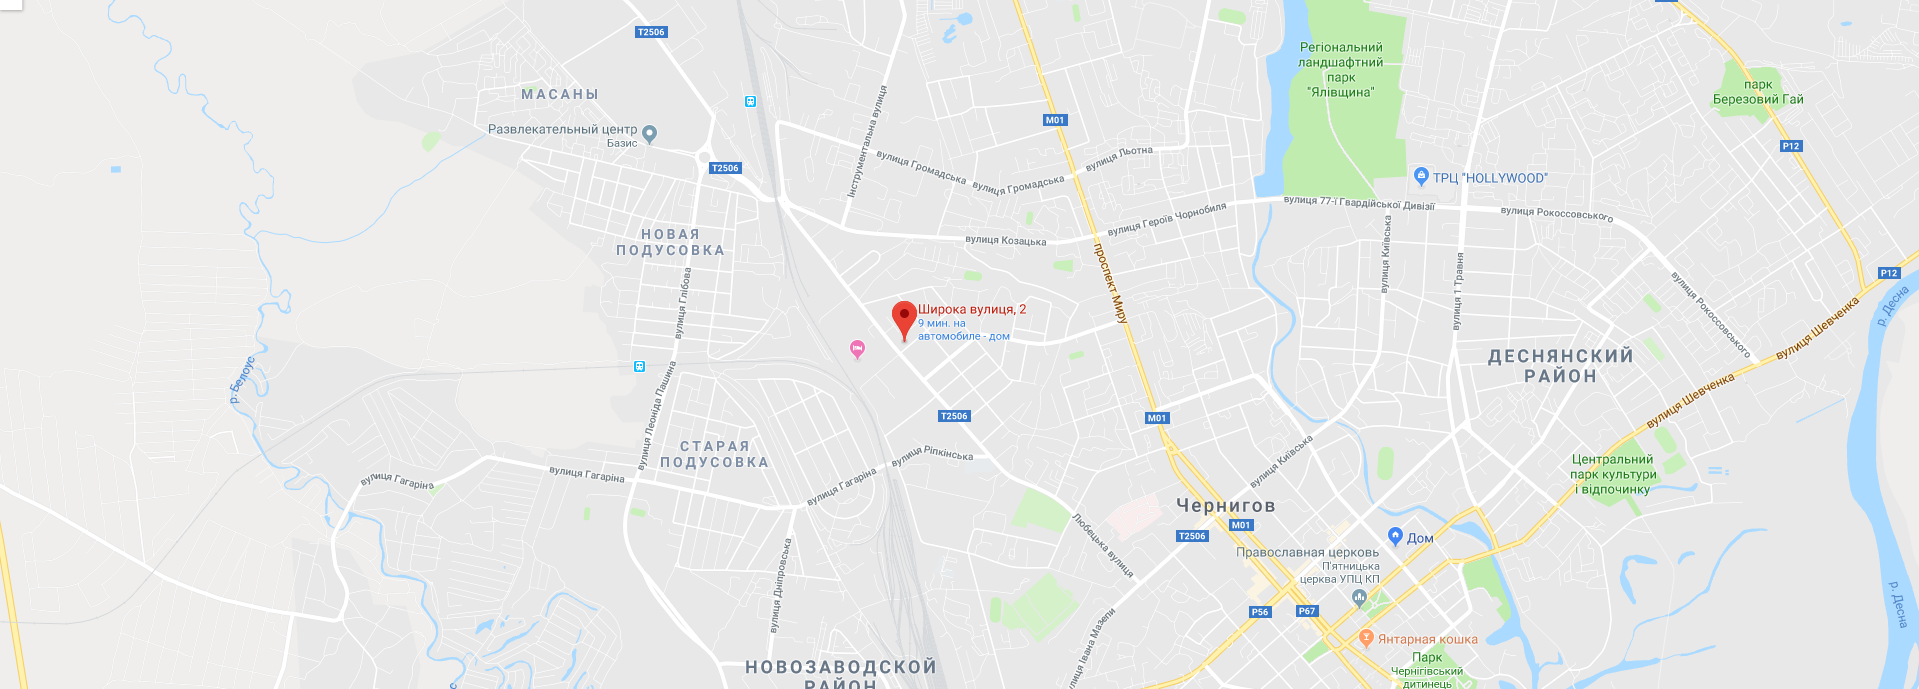 T2506
M01
Регіональний
ландшафтний
парк
"Ялівщина"
МАСАНЫ
парк
Березовий Гай
Развлекательный центр
Базис
M01
P12
T2506
Інструментальна вулиця
вулиця Громадська
вулиця Громадська
вулиця Льотна
ТРЦ "HOLLYWOOD"
вулиця 77-ї Гвардійської Дивізії
вулиця Рокоссовського
вулиця Героїв Чорнобиля
вулиця Козацька
НОВАЯ
ПОДУСОВКА
вулиця Київська
вулиця 1 Травня
проспект Миру
вулиця Глібова
P12
р. Десна
вулиця Рокоссовського
вулиця Шевченка
Широка вулиця, 2
9 мин. на
автомобиле - дом
ДЕСНЯНСКИЙ
РАЙОН
р. Белоус
вулиця Леоніда Пашина
вулиця Шевченка
T2506
M01
СТАРАЯ
ПОДУСОВКА
вулиця Ріпкінська
вулиця Київська
вулиця Гагаріна
вулиця Гагаріна
вулиця Гагаріна
Центральний
парк культури
і відпочинку
Чернигов
Любецька вулиця
M01
T2506
Дом
Православная церковь
П'ятницька
церква УПЦ КП
вулиця Дніпровська
р. Десна
P56
P67
улиця Івана Мазепи
Янтарная кошка
Парк
Чернігівський
дитинець
НОВОЗАВОДСКОЙ
РАЙОН